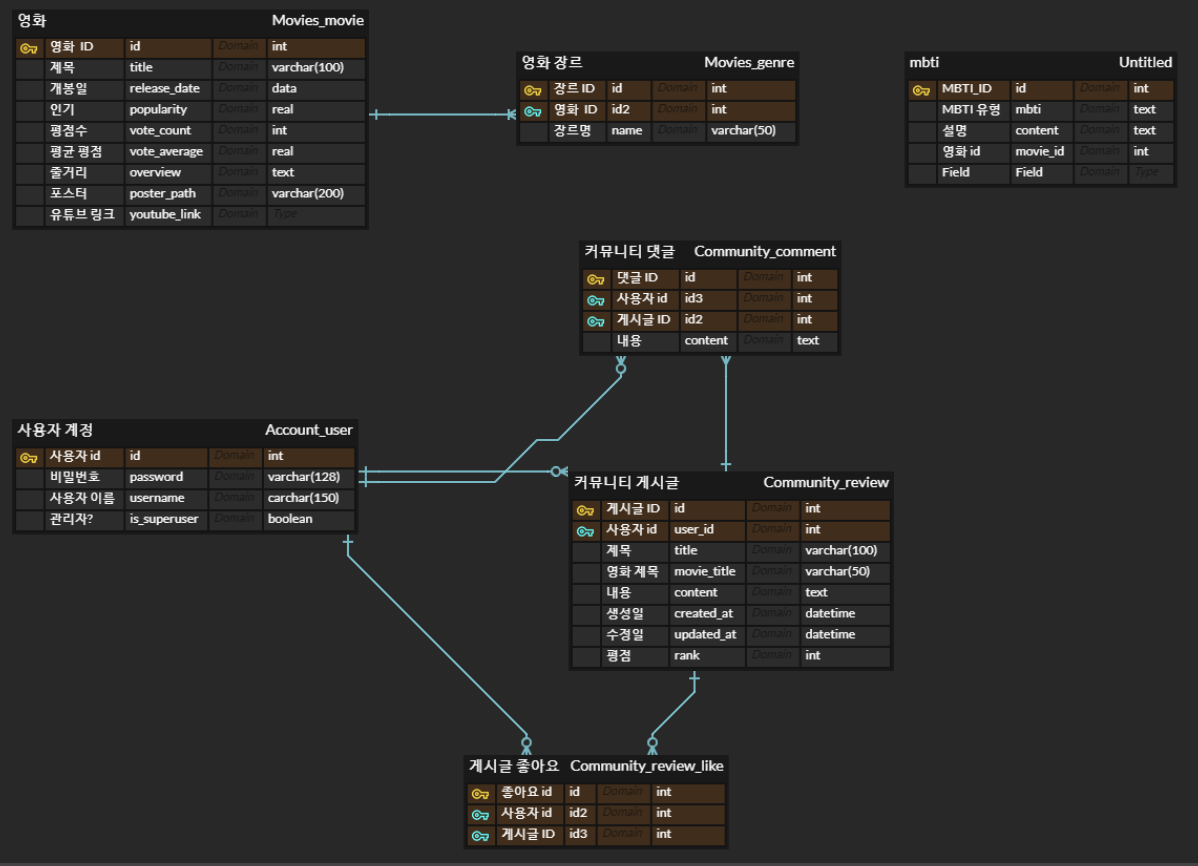 영화 Movies_movie
영화 ID id Domain int
제목 title Domain varchar(100)
개봉일 release_date Domain data
인기 popularity Domain real
평점수 vote_count Domain int
평균 평점 vote_average Domain real
줄거리 overview Domain text
포스터 poster_path Domain varchar(200)
유튜브 링크 youtube_link Domain Type
영화 장르 Movies_genre
장르 ID id Domain int
영화 ID id2 Domain int
장르명 name Domain varchar(50)
mbti Untitled
MBTI_ID id Domain int
MBTI 유형 mbti Domain text
설명 content Domain text
영화 id movie_id Domain int
Field Field Domain Type
커뮤니티 댓글 Community_comment
댓글 ID id Domain int
사용자 id id3 Domain int
게시글 ID id2 Domain int
내용 content Domain text
사용자 계정 Account_user
사용자 id id Domain int
비밀번호 password Domain varchar(128)
사용자 이름 username Domain carchar(150)
관리자? is_superuser Domain boolean
커뮤니티 게시글 Community_review
게시글 ID id Domain int
사용자 id user_id Domain int
제목 title Domain varchar(100)
영화 제목 movie_title Domain varchar(50)
내용 content Domain text
생성일 created_at Domain datetime
수정일 updated_at Domain datetime
평점 rank Domain int
게시글 좋아요 Community_review_like
좋아요 id id Domain int
사용자 id id2 Domain int
게시글 ID id3 Domain int